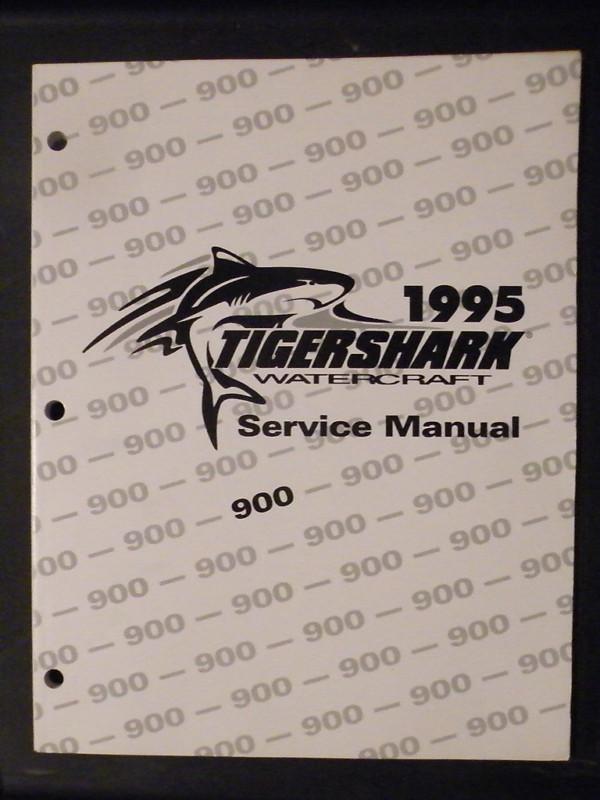 1995
TIGERSHARK
WATERCRAFT
Service Manual
900